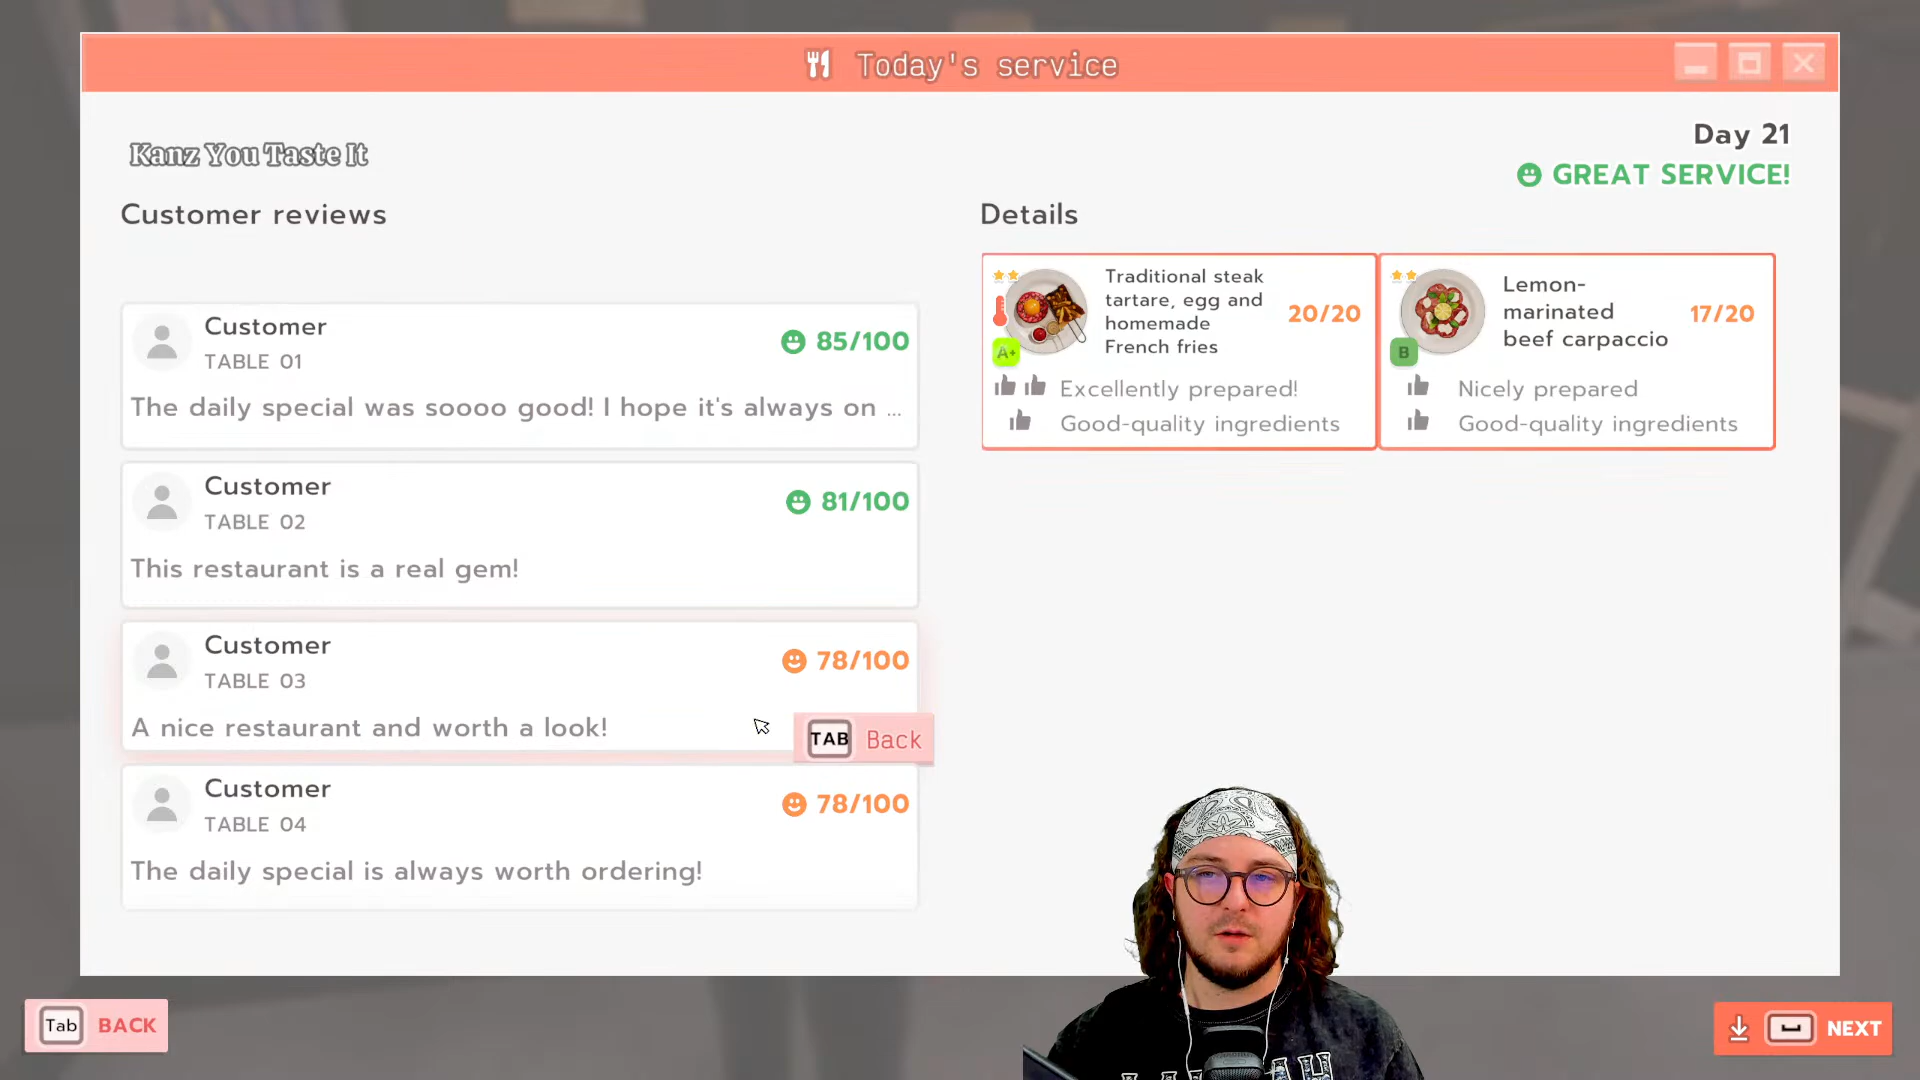 Today's service
Kanz You Taste It
Day 21
GREAT SERVICE!
Customer reviews
Details
Customer
TABLE 01
85/100
The daily special was soooo good! I hope it's always on ...
Customer
TABLE 02
81/100
This restaurant is a real gem!
Customer
TABLE 03
78/100
A nice restaurant and worth a look!
TAB Back
Customer
TABLE 04
78/100
The daily special is always worth ordering!
Traditional steak
tartare, egg and
homemade
French fries
20/20
A+
Excellently prepared!
Good-quality ingredients
Lemon-
marinated
beef carpaccio
17/20
B
Nicely prepared
Good-quality ingredients
Tab BACK
NEXT